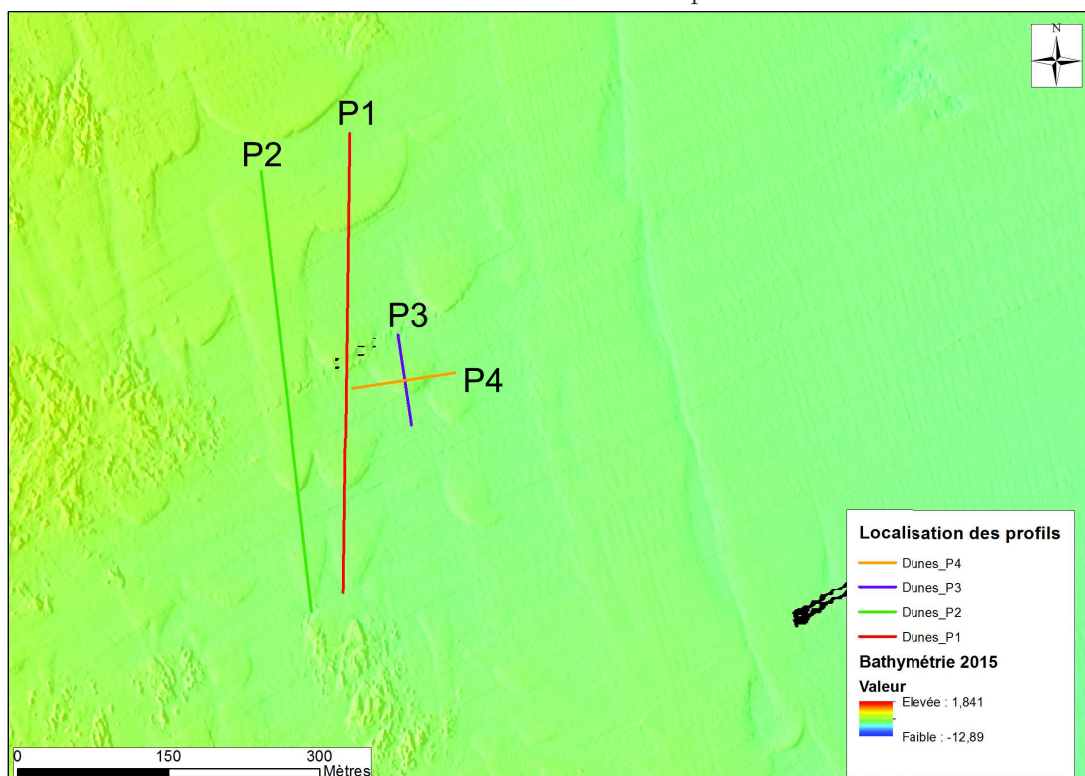 N
P1
P2
P3
P4
Localisation des profils
Dunes_P4
Dunes_P3
Dunes_P2
Dunes_P1
Bathymétrie 2015
Valeur
Elevée : 1,841
Faible : -12,89
0 150 300
Mètres